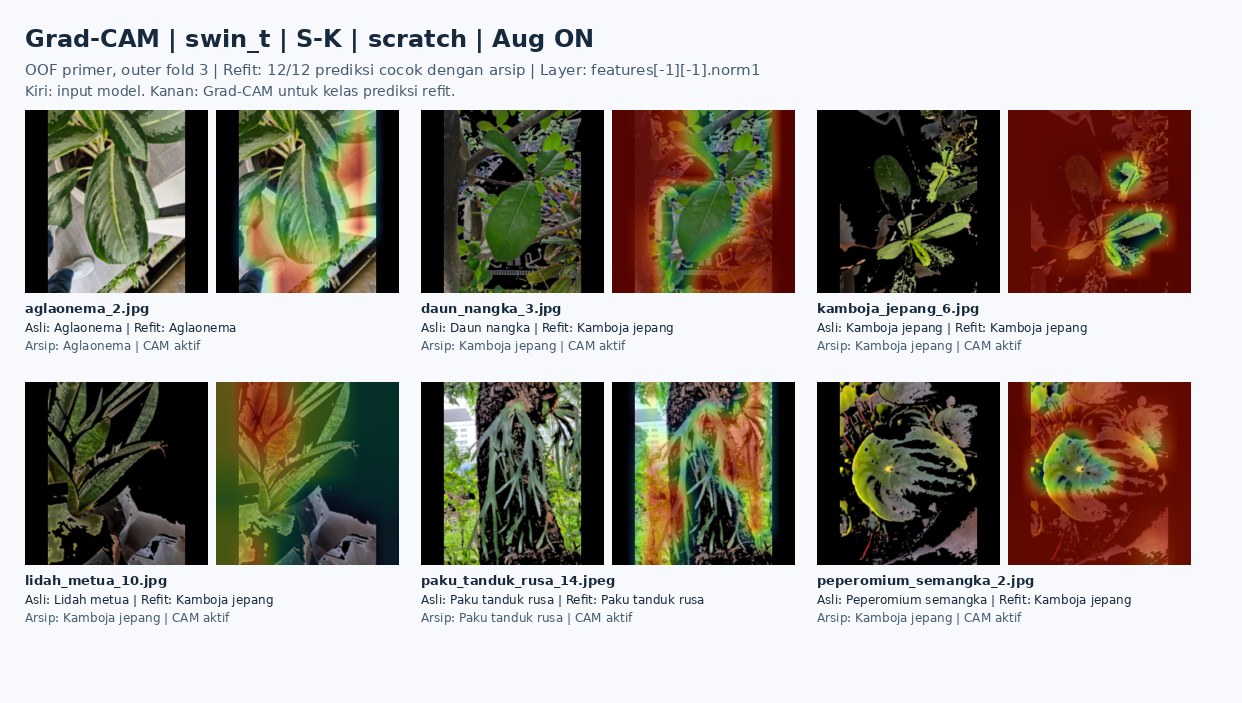 Grad-CAM | swin_t | S-K | scratch | Aug ON
OOF primer, outer fold 3 | Refit: 12/12 prediksi cocok dengan arsip | Layer: features[-1][-1].norm1
Kiri: input model. Kanan: Grad-CAM untuk kelas prediksi refit.
aglaonema_2.jpg
Asli: Aglaonema | Refit: Aglaonema
Arsip: Aglaonema | CAM aktif
daun_nangka_3.jpg
Asli: Daun nangka | Refit: Kamboja jepang
Arsip: Kamboja jepang | CAM aktif
kamboja_jepang_6.jpg
Asli: Kamboja jepang | Refit: Kamboja jepang
Arsip: Kamboja jepang | CAM aktif
lidah_metua_10.jpg
Asli: Lidah metua | Refit: Kamboja jepang
Arsip: Kamboja jepang | CAM aktif
paku_tanduk_rusa_14.jpeg
Asli: Paku tanduk rusa | Refit: Paku tanduk rusa
Arsip: Paku tanduk rusa | CAM aktif
peperomium_semangka_2.jpg
Asli: Peperomium semangka | Refit: Kamboja jepang
Arsip: Kamboja jepang | CAM aktif